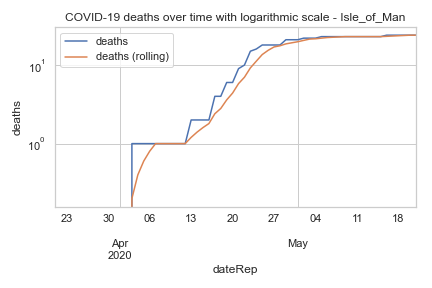 COVID-19 deaths over time with logarithmic scale - Isle_of_Man
deaths
deaths (rolling)
10¹
10⁰
deaths
23 30 06 13 20 27 04 11 18
Apr May
2020
dateRep